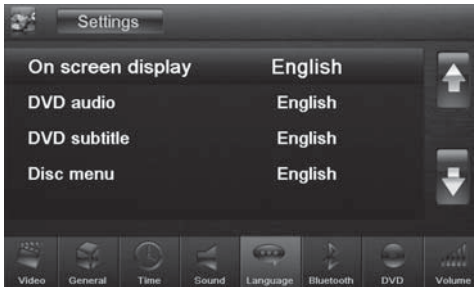 Settings
On screen display English
DVD audio English
DVD subtitle English
Disc menu English
Video General Time Sound Language Bluetooth DVD Volume